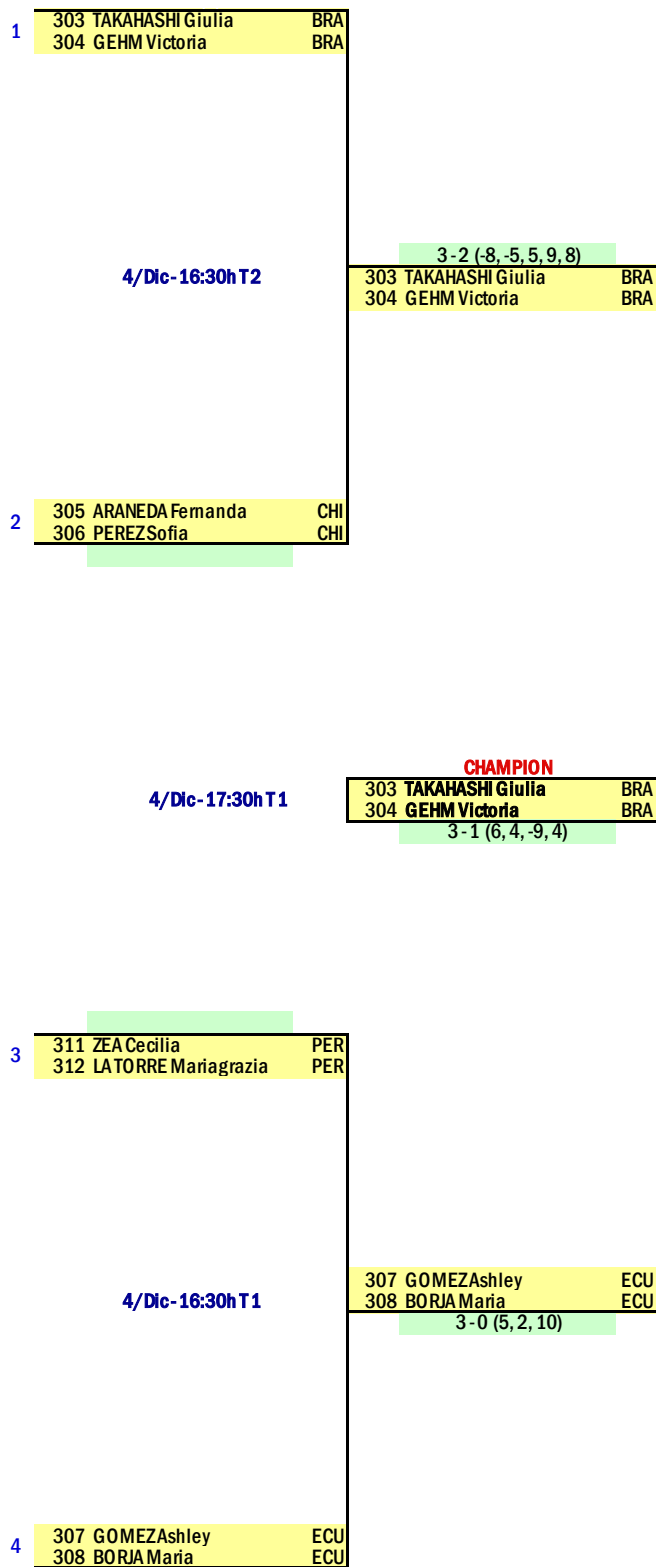 1 303 TAKAHASHI Giulia BRA
304 GEHM Victoria BRA
3 - 2 (-8, -5, 5, 9, 8)
4/Dic - 16:30h T2
303 TAKAHASHI Giulia BRA
304 GEHM Victoria BRA
2 305 ARANEDA Fernanda CHI
306 PEREZ Sofia CHI
CHAMPION
4/Dic - 17:30h T1
303 TAKAHASHI Giulia BRA
304 GEHM Victoria BRA
3 - 1 (6, 4, -9, 4)
3 311 ZEA Cecilia PER
312 LA TORRE Mariagrazia PER
4/Dic - 16:30h T1
307 GOMEZ Ashley ECU
308 BORJA Maria ECU
3 - 0 (5, 2, 10)
4 307 GOMEZ Ashley ECU
308 BORJA Maria ECU